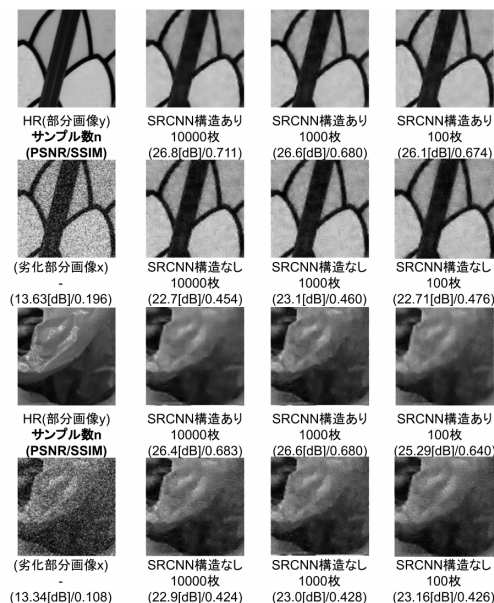 HR(部分画像y)
サンプル数n
(PSNR/SSIM)
SRCNN構造あり
10000枚
(26.8[dB]/0.711)
SRCNN構造あり
1000枚
(26.6[dB]/0.680)
SRCNN構造あり
100枚
(26.1[dB]/0.674)
(劣化部分画像x)
-
(13.63[dB]/0.196)
SRCNN構造なし
10000枚
(22.7[dB]/0.454)
SRCNN構造なし
1000枚
(23.1[dB]/0.460)
SRCNN構造なし
100枚
(22.71[dB]/0.476)
HR(部分画像y)
サンプル数n
(PSNR/SSIM)
SRCNN構造あり
10000枚
(26.4[dB]/0.683)
SRCNN構造あり
1000枚
(26.6[dB]/0.680)
SRCNN構造あり
100枚
(25.29[dB]/0.640)
(劣化部分画像x)
-
(13.34[dB]/0.108)
SRCNN構造なし
10000枚
(22.9[dB]/0.424)
SRCNN構造なし
1000枚
(23.0[dB]/0.428)
SRCNN構造なし
100枚
(23.16[dB]/0.426)